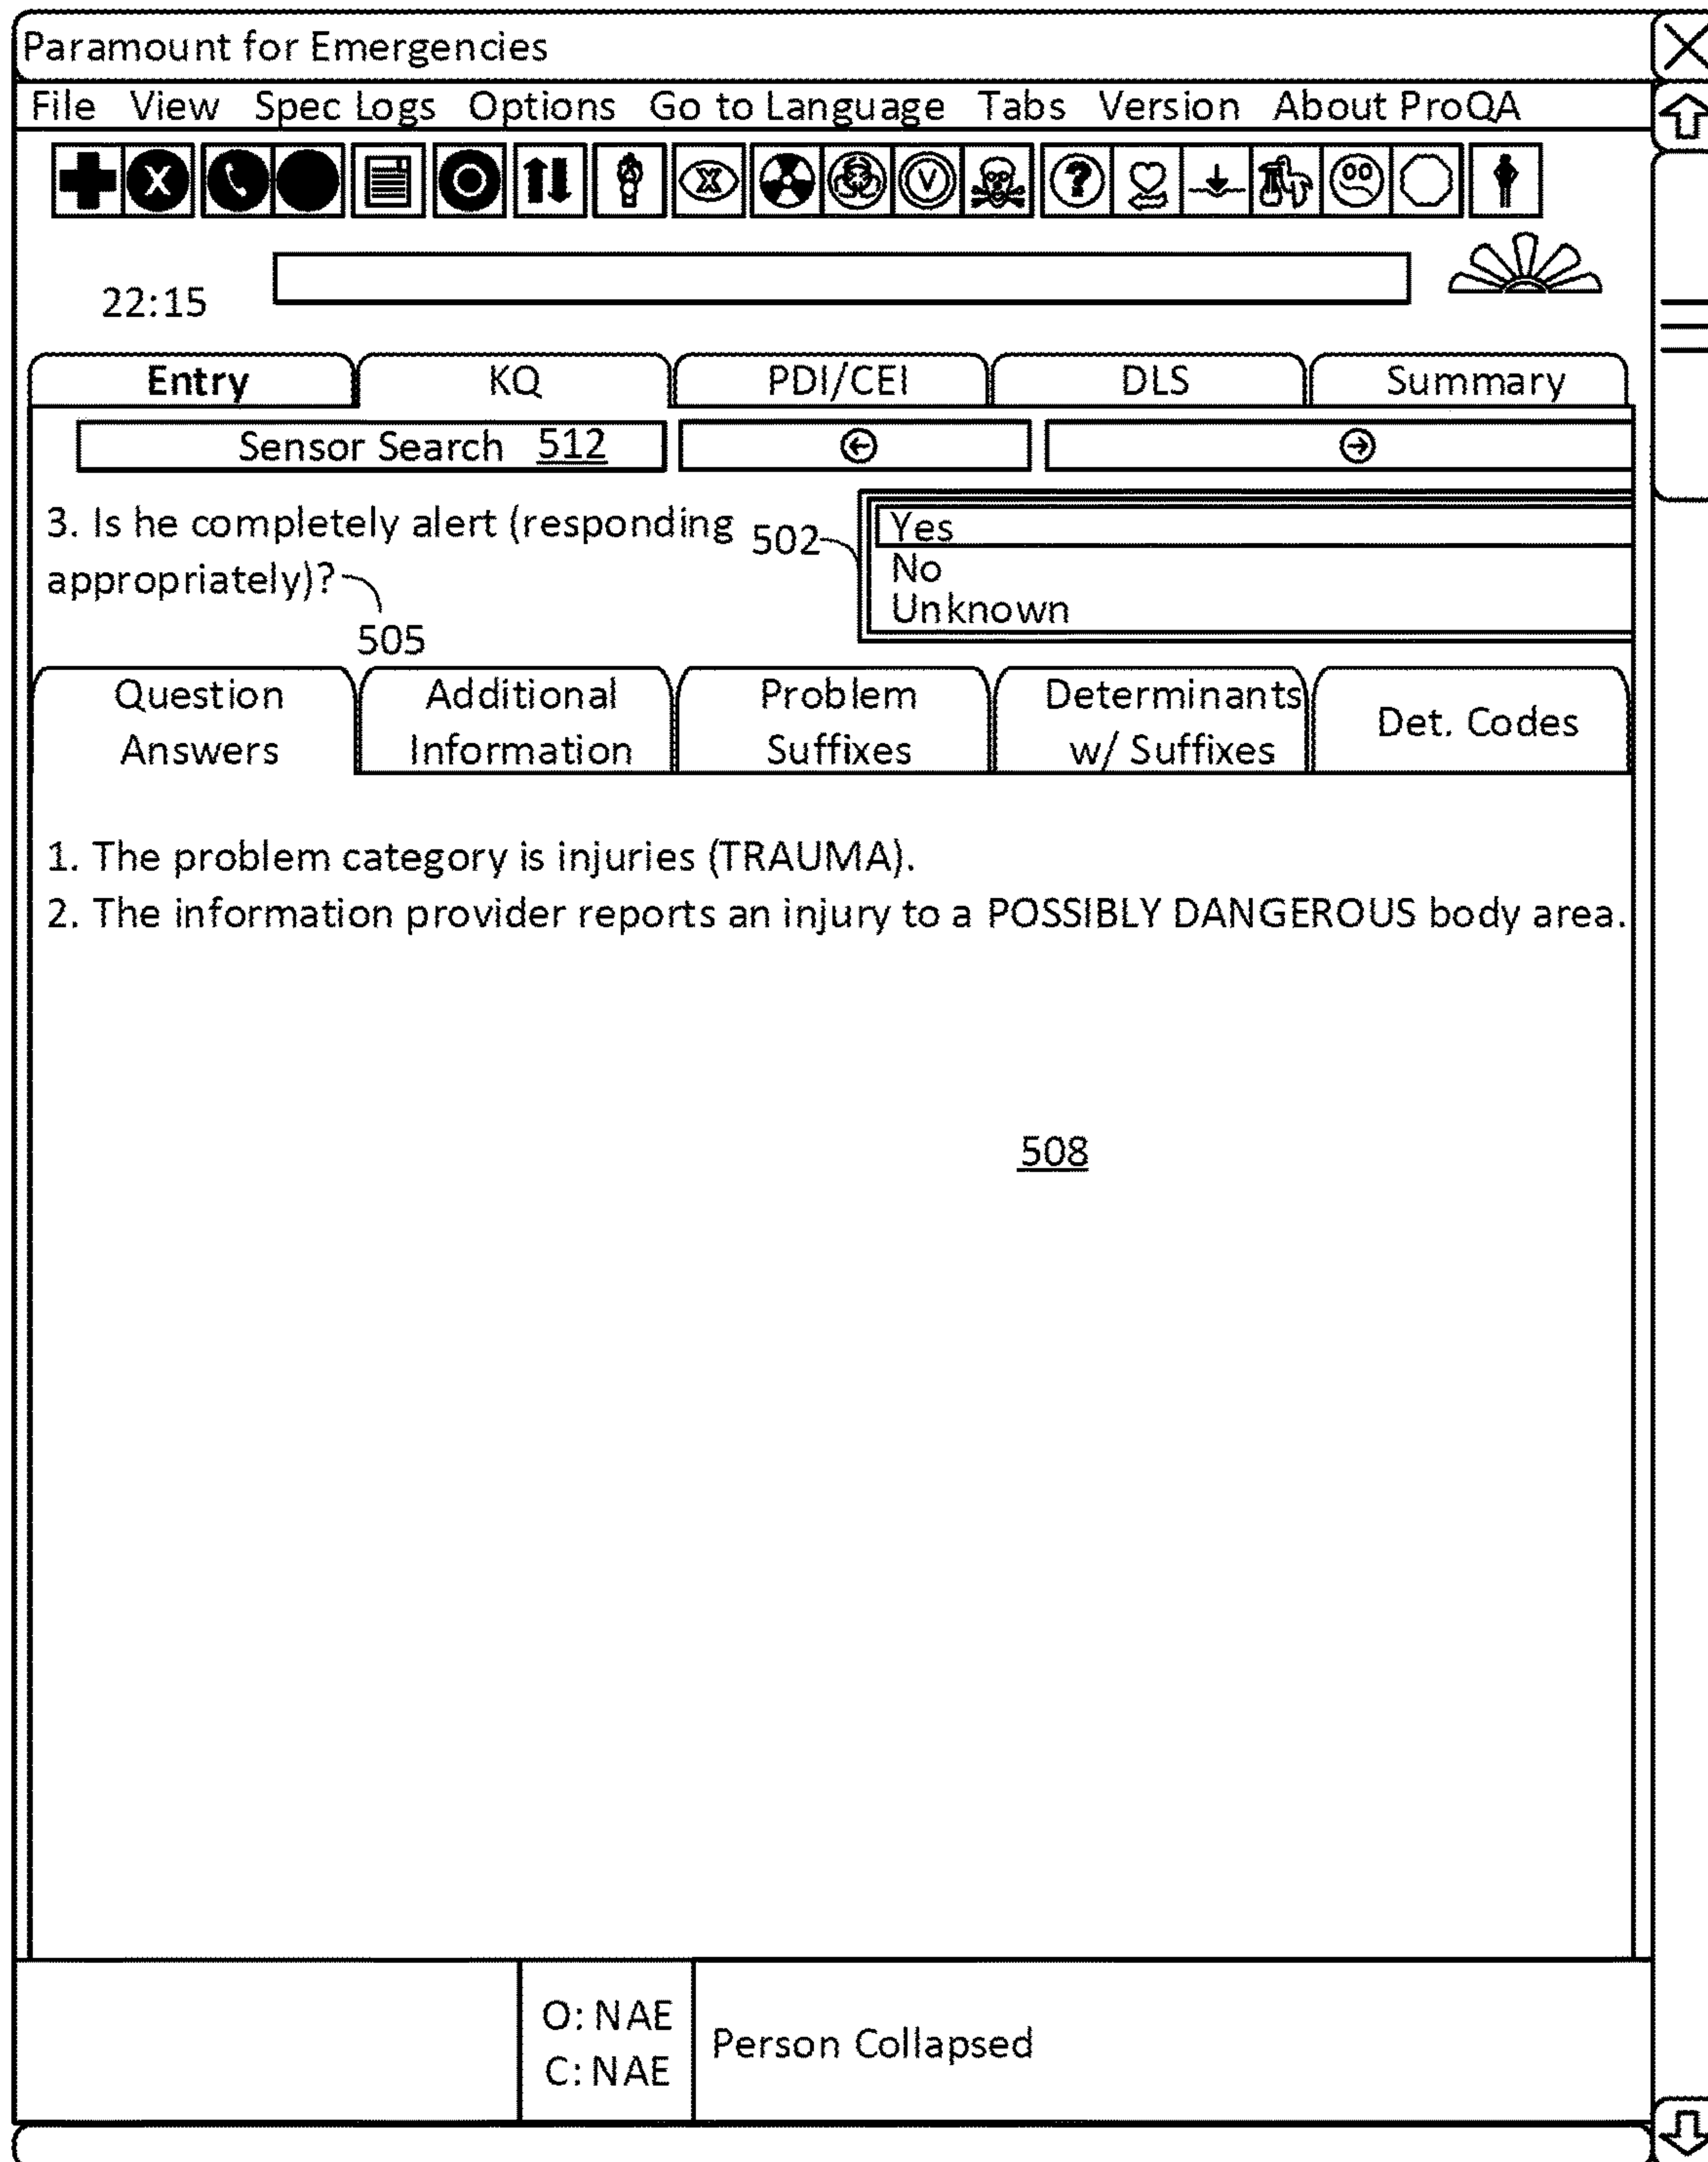 Paramount for Emergencies
File View Spec Logs Options Go to Language Tabs Version About ProQA
X V ?
22:15
Entry KQ PDI/CEI DLS Summary
Sensor Search 512
3. Is he completely alert (responding
appropriately)?
505
502
Yes
No
Unknown
Question
Answers
Additional
Information
Problem
Suffixes
Determinants
w/ Suffixes
Det. Codes
1. The problem category is injuries (TRAUMA).
2. The information provider reports an injury to a POSSIBLY DANGEROUS body area.
508
O: NAE
C: NAE
Person Collapsed